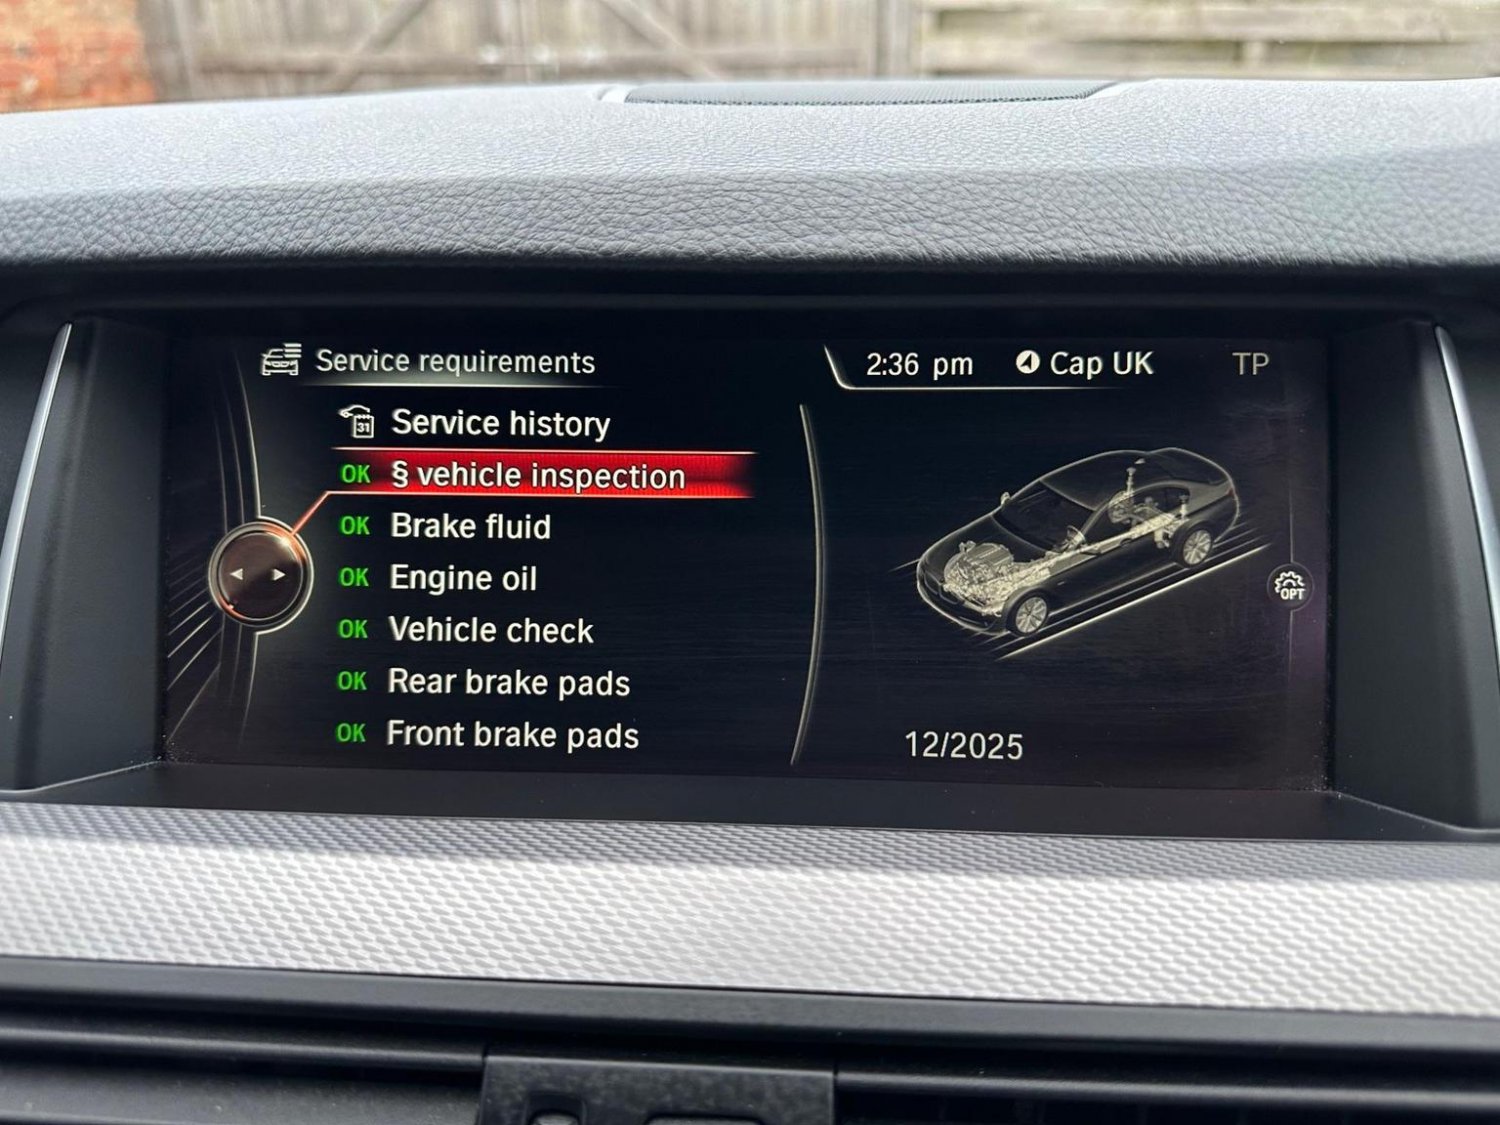 Service requirements
2:36 pm Cap UK TP
31 Service history
OK § vehicle inspection
OK Brake fluid
OK Engine oil
OK Vehicle check
OK Rear brake pads
OK Front brake pads
OPT
12/2025